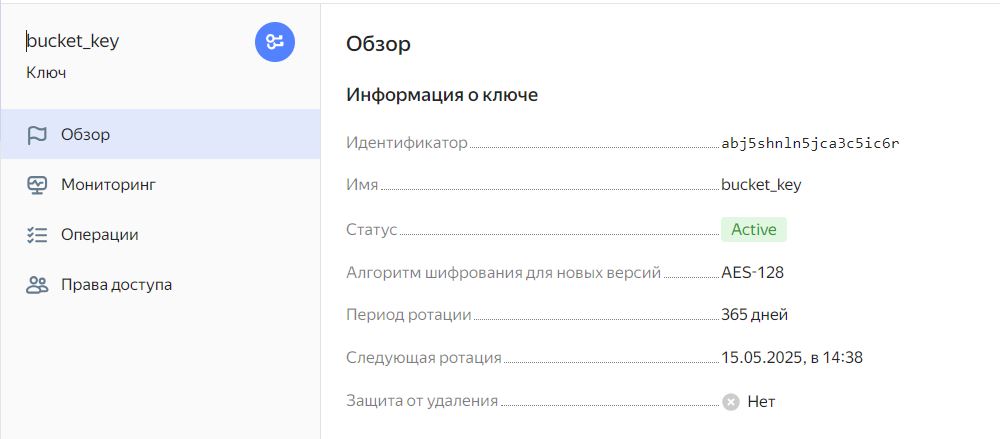 bucket_key
Ключ
Обзор
Мониторинг
Операции
Права доступа
Обзор
Информация о ключе
Идентификатор abj5shnln5jca3c5ic6r
Имя bucket_key
Статус Active
Алгоритм шифрования для новых версий AES-128
Период ротации 365 дней
Следующая ротация 15.05.2025, в 14:38
Защита от удаления Нет